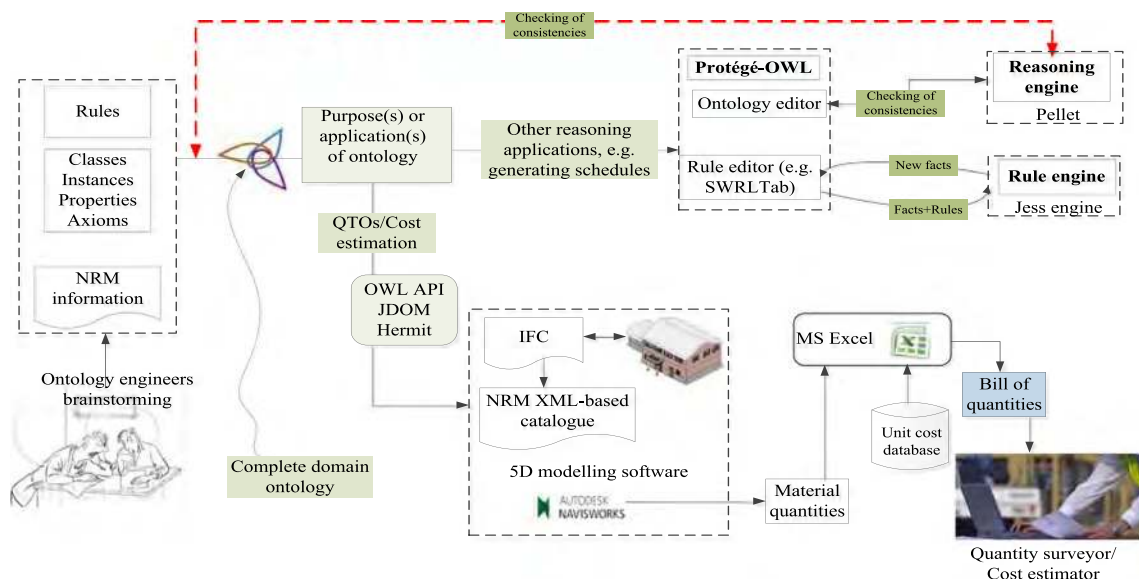 Checking of
consistencies
Rules
Classes
Instances
Properties
Axioms
NRM
information
Ontology engineers
brainstorming
Purpose(s) or
application(s)
of ontology
Other reasoning
applications, e.g.
generating schedules
Protégé-OWL
Ontology editor
Rule editor (e.g.
SWRLTab)
Checking of
consistencies
Reasoning
engine
Pellet
New facts
Facts+Rules
Rule engine
Jess engine
QTOs/Cost
estimation
OWL API
JDOM
Hermit
Complete domain
ontology
IFC
NRM XML-based
catalogue
5D modelling software
AUTODESK
NAVISWORKS
Material
quantities
MS Excel
Unit cost
database
Bill of
quantities
Quantity surveyor/
Cost estimator